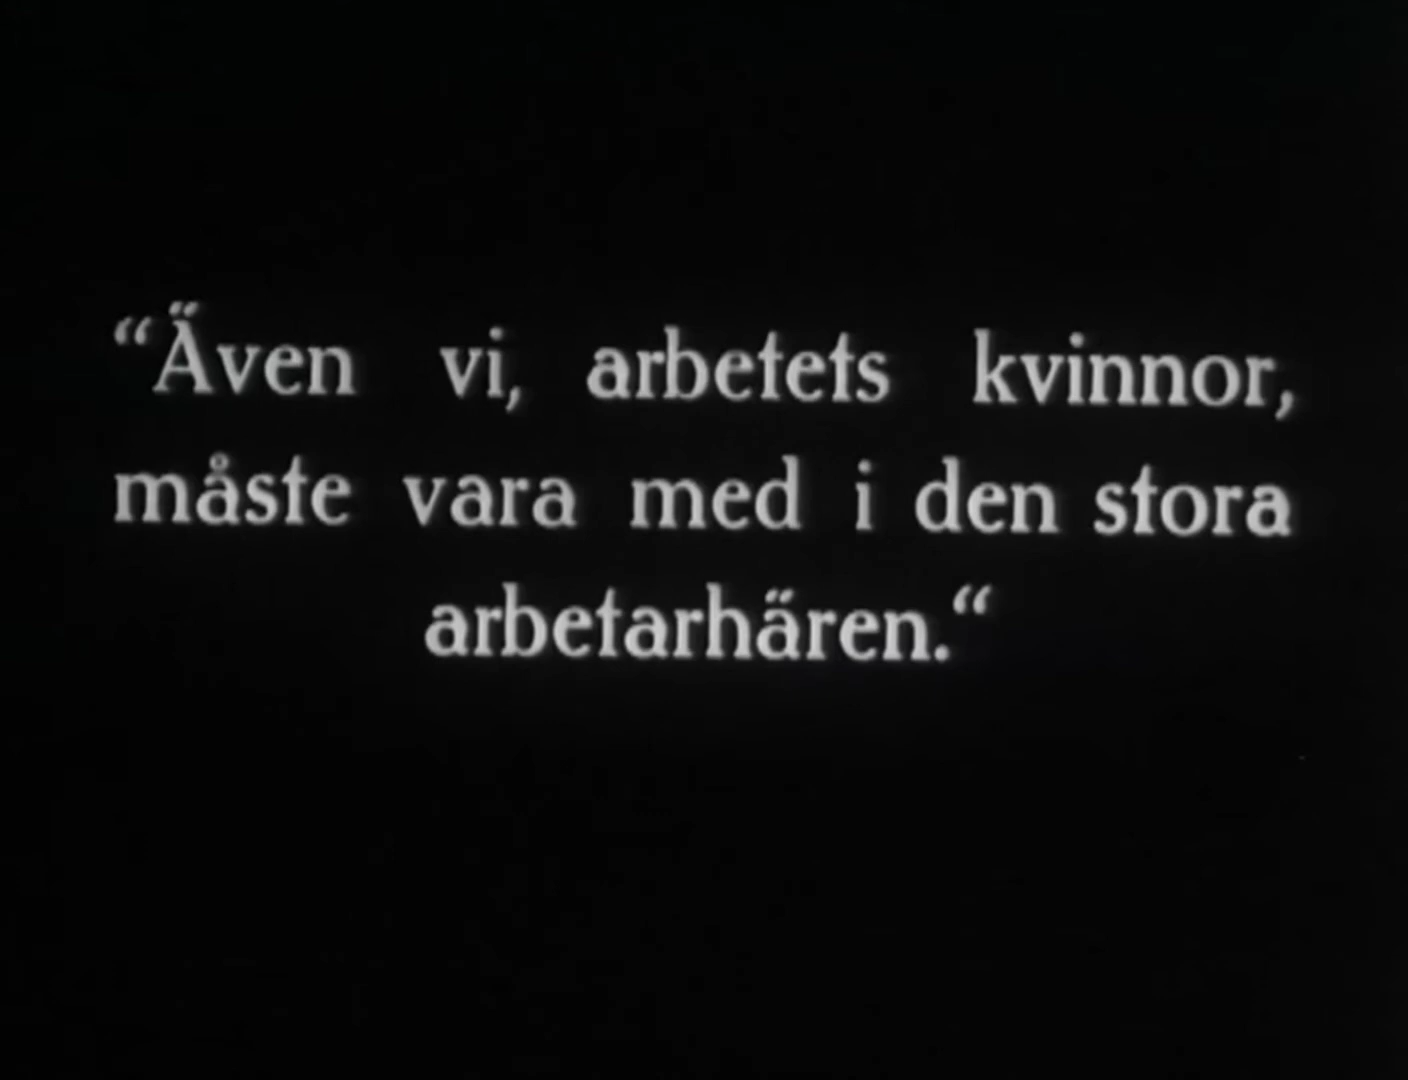 “Även vi, arbetets kvinnor,
måste vara med i den stora
arbetarhären.“